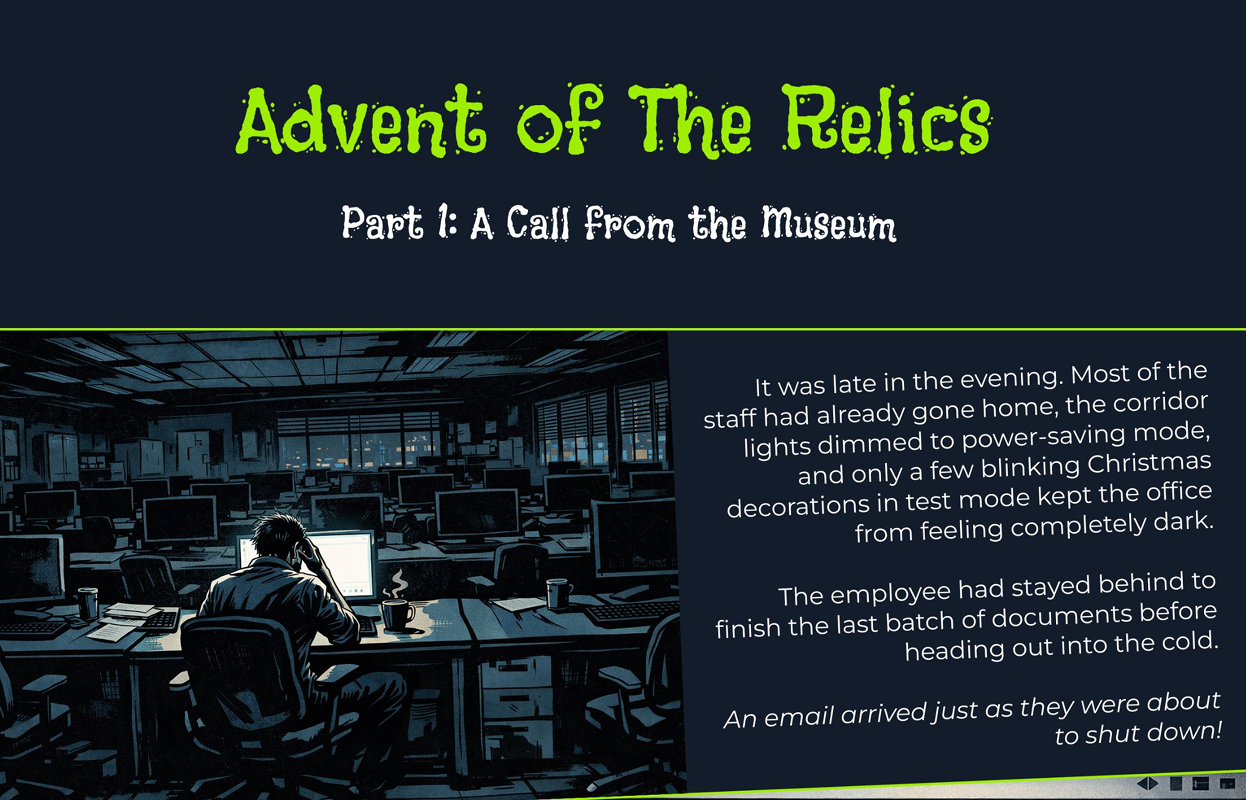 Advent of The Relics
Part 1: A Call from the Museum
It was late in the evening. Most of the
staff had already gone home, the corridor
lights dimmed to power-saving mode,
and only a few blinking Christmas
decorations in test mode kept the office
from feeling completely dark.
The employee had stayed behind to
finish the last batch of documents before
heading out into the cold.
An email arrived just as they were about
to shut down!